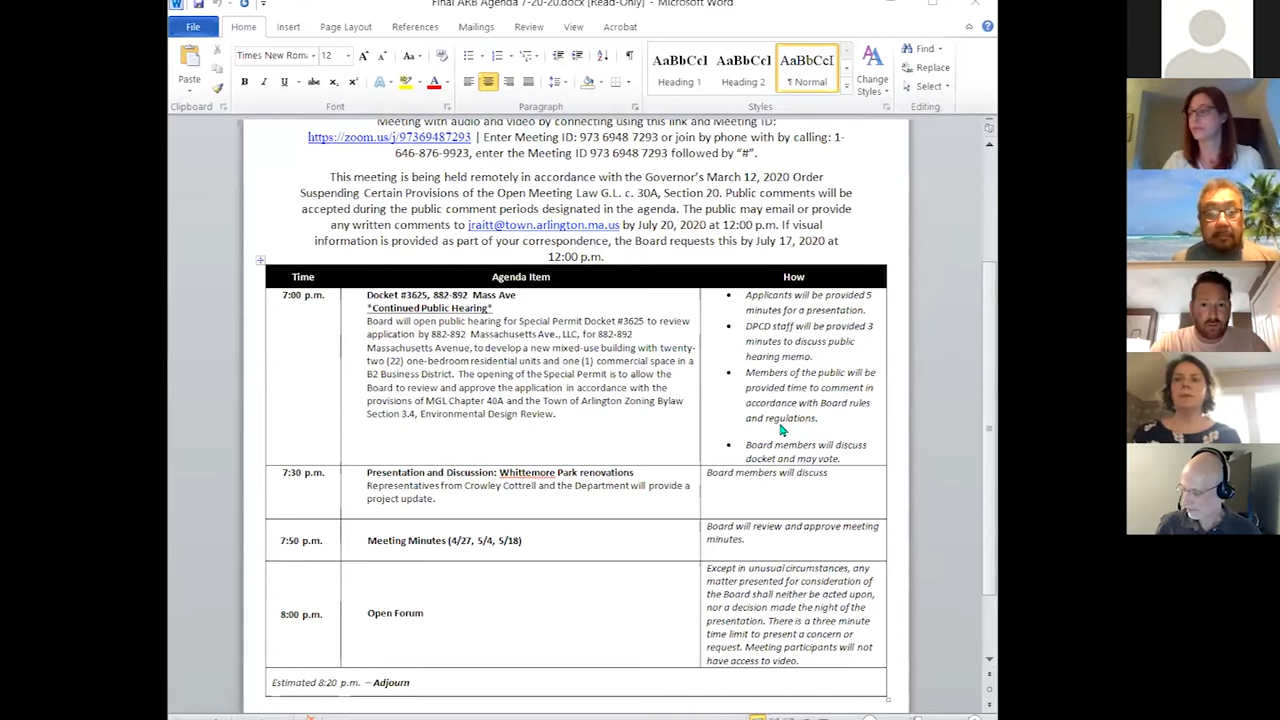 Final ARB Agenda 7-20-20.docx [Read-Only] - Microsoft Word
File
Home
Insert
Page Layout
References
Mailings
Review
View
Acrobat
Paste
Clipboard
Times New Rom
12
Font
Paragraph
AaBbCcI
Heading 1
AaBbCcI
Heading 2
AaBbCcI
¶ Normal
Change
Styles
Styles
Find
Replace
Select
Editing
Meeting with audio and video by connecting using this link and Meeting ID:
https://zoom.us/j/97369487293 | Enter Meeting ID: 973 6948 7293 or join by phone with by calling: 1-
646-876-9923, enter the Meeting ID 973 6948 7293 followed by “#”.
This meeting is being held remotely in accordance with the Governor’s March 12, 2020 Order
Suspending Certain Provisions of the Open Meeting Law G.L. c. 30A, Section 20. Public comments will be
accepted during the public comment periods designated in the agenda. The public may email or provide
any written comments to jraitt@town.arlington.ma.us by July 20, 2020 at 12:00 p.m. If visual
information is provided as part of your correspondence, the Board requests this by July 17, 2020 at
12:00 p.m.
Time
Agenda Item
How
7:00 p.m.
Docket #3625, 882-892 Mass Ave
*Continued Public Hearing*
Board will open public hearing for Special Permit Docket #3625 to review
application by 882-892 Massachusetts Ave., LLC, for 882-892
Massachusetts Avenue, to develop a new mixed-use building with twenty-
two (22) one-bedroom residential units and one (1) commercial space in a
B2 Business District. The opening of the Special Permit is to allow the
Board to review and approve the application in accordance with the
provisions of MGL Chapter 40A and the Town of Arlington Zoning Bylaw
Section 3.4, Environmental Design Review.
• Applicants will be provided 5
minutes for a presentation.
• DPCD staff will be provided 3
minutes to discuss public
hearing memo.
• Members of the public will be
provided time to comment in
accordance with Board rules
and regulations.
• Board members will discuss
docket and may vote.
7:30 p.m.
Presentation and Discussion: Whittemore Park renovations
Representatives from Crowley Cottrell and the Department will provide a
project update.
Board members will discuss
7:50 p.m.
Meeting Minutes (4/27, 5/4, 5/18)
Board will review and approve meeting
minutes.
8:00 p.m.
Open Forum
Except in unusual circumstances, any
matter presented for consideration of
the Board shall neither be acted upon,
nor a decision made the night of the
presentation. There is a three minute
time limit to present a concern or
request. Meeting participants will not
have access to video.
Estimated 8:20 p.m. – Adjourn